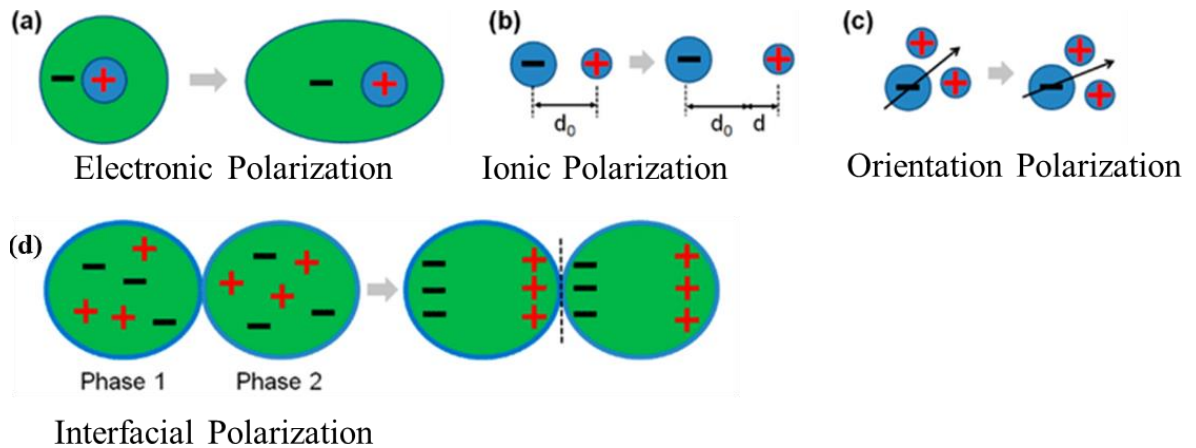 (a)
− + − +
Electronic Polarization
(b)
− + − +
d₀ d₀ d
Ionic Polarization
(c)
+ − + + − +
Orientation Polarization
(d)
− + − + + −
− + + + − −
− − − + + +
− − − + + +
Phase 1 Phase 2
Interfacial Polarization